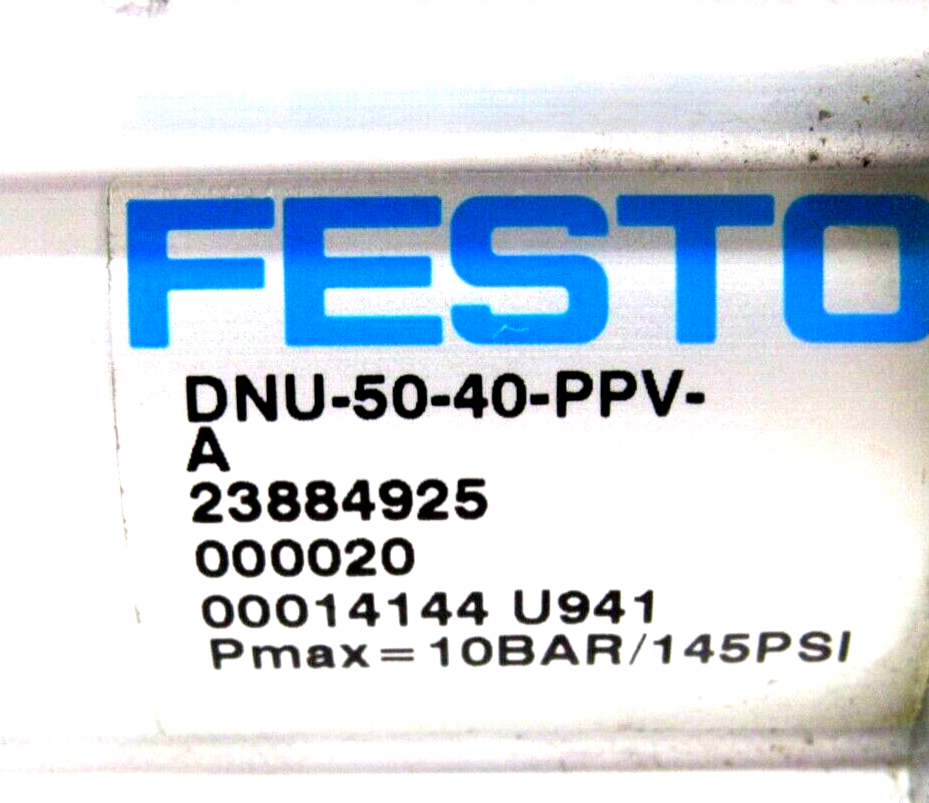 FESTO
DNU-50-40-PPV-
A
23884925
000020
00014144 U941
Pmax=10BAR/145PSI